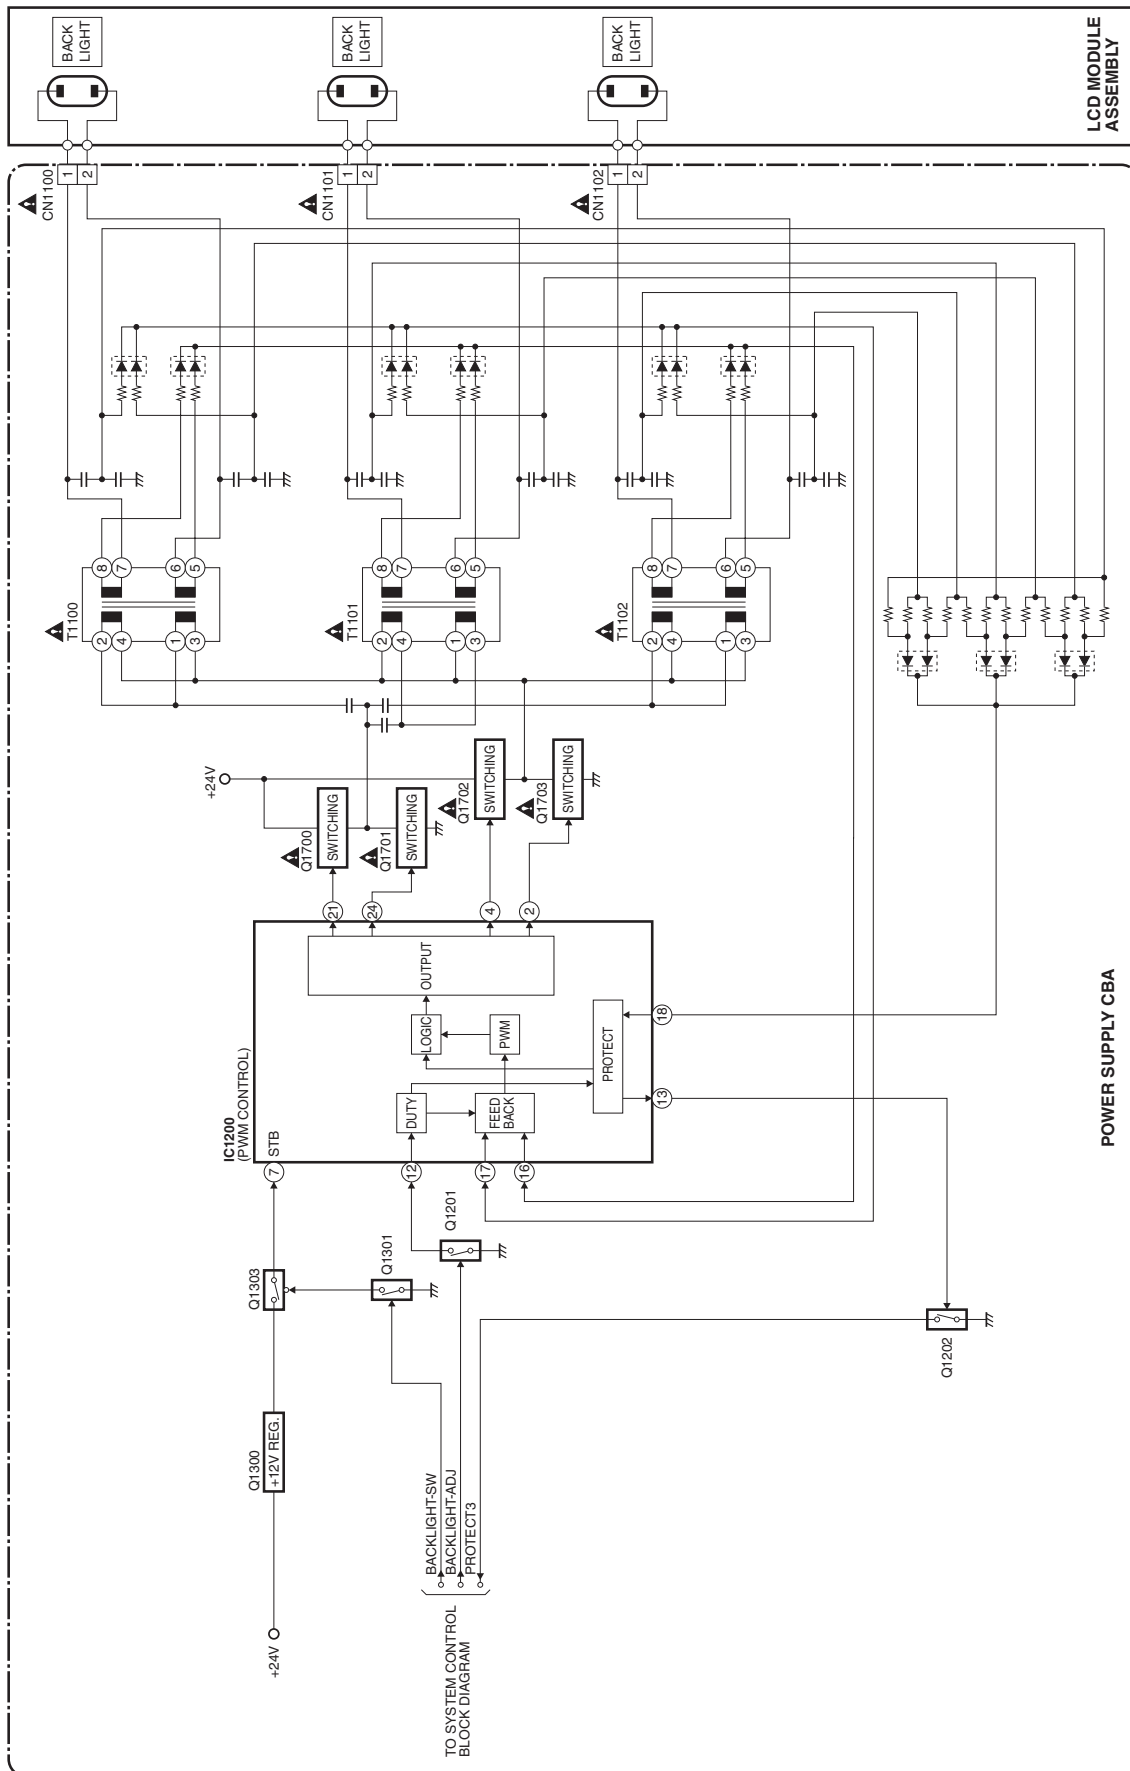 LCD MODULE
ASSEMBLY
BACK
LIGHT
BACK
LIGHT
BACK
LIGHT
CN1100
1
2
CN1101
1
2
CN1102
1
2
T1100
2
4
1
3
8
7
6
5
T1101
2
4
1
3
8
7
6
5
T1102
2
4
1
3
8
7
6
5
+24V
Q1700
SWITCHING
Q1701
SWITCHING
Q1702
SWITCHING
Q1703
SWITCHING
IC1200
(PWM CONTROL)
7
STB
21
24
4
2
OUTPUT
LOGIC
PWM
DUTY
FEED
BACK
PROTECT
12
17
16
13
18
Q1303
Q1301
Q1201
Q1202
Q1300
+12V REG.
+24V
BACKLIGHT-SW
BACKLIGHT-ADJ
PROTECT3
TO SYSTEM CONTROL
BLOCK DIAGRAM
POWER SUPPLY CBA